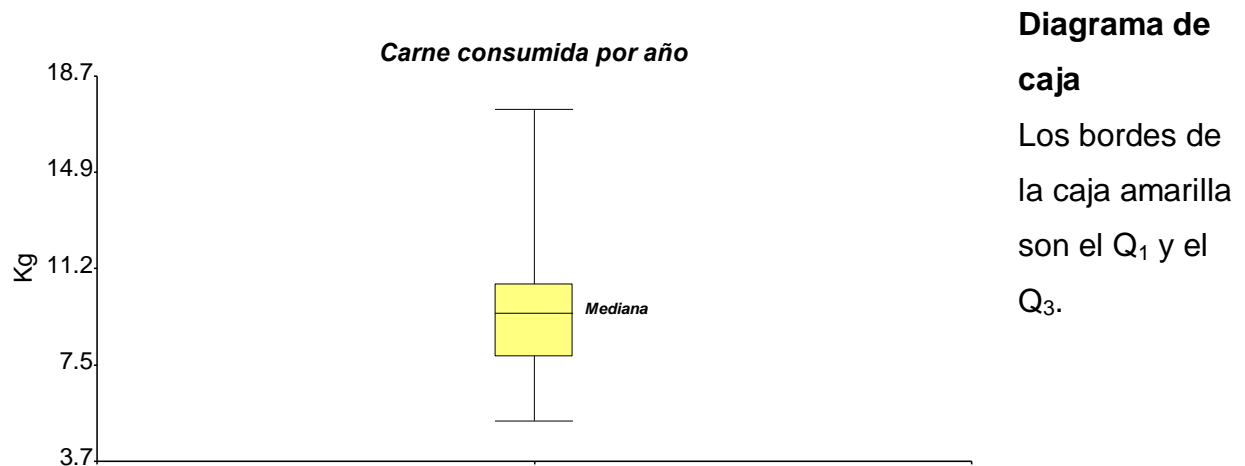 Carne consumida por año
18.7
14.9
11.2
7.5
3.7
Kg
Mediana
Diagrama de
caja
Los bordes de
la caja amarilla
son el Q₁ y el
Q₃.